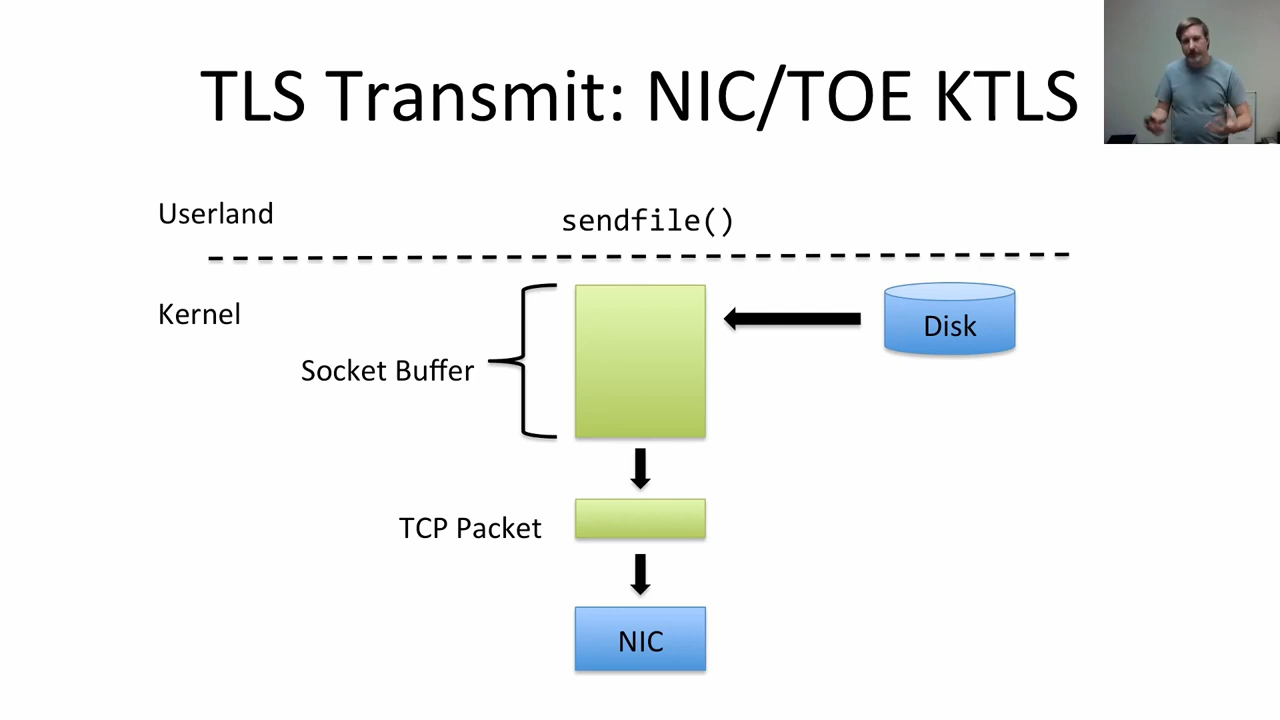 TLS Transmit: NIC/TOE KTLS
Userland
sendfile()
Kernel
Disk
Socket Buffer
TCP Packet
NIC